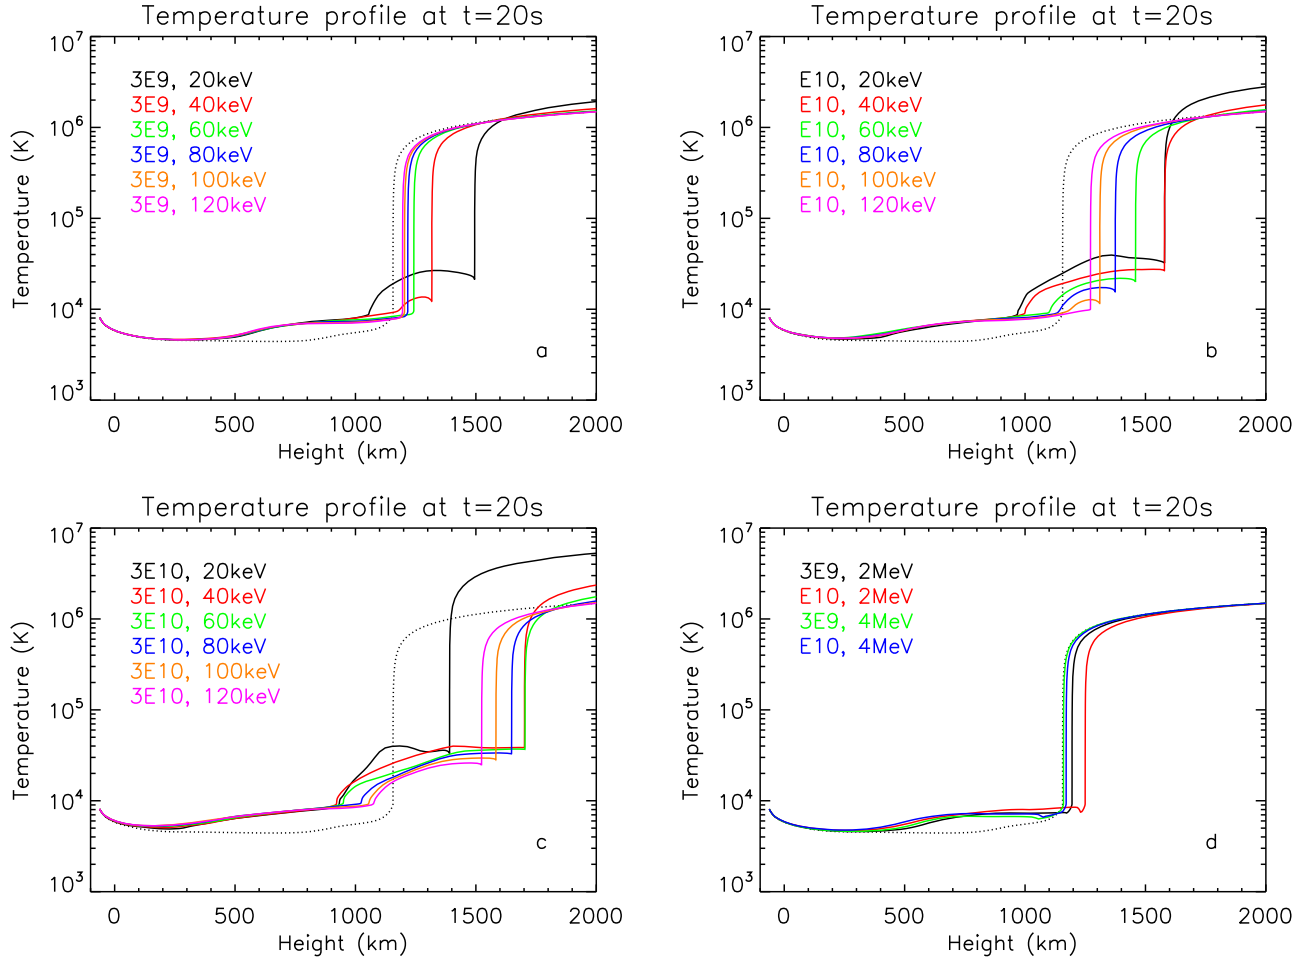 Temperature profile at t=20s
Temperature (K)
10^7
10^6
10^5
10^4
10^3
3E9, 20keV
3E9, 40keV
3E9, 60keV
3E9, 80keV
3E9, 100keV
3E9, 120keV
a
0 500 1000 1500 2000
Height (km)
Temperature profile at t=20s
Temperature (K)
10^7
10^6
10^5
10^4
10^3
E10, 20keV
E10, 40keV
E10, 60keV
E10, 80keV
E10, 100keV
E10, 120keV
b
0 500 1000 1500 2000
Height (km)
Temperature profile at t=20s
Temperature (K)
10^7
10^6
10^5
10^4
10^3
3E10, 20keV
3E10, 40keV
3E10, 60keV
3E10, 80keV
3E10, 100keV
3E10, 120keV
c
0 500 1000 1500 2000
Height (km)
Temperature profile at t=20s
Temperature (K)
10^7
10^6
10^5
10^4
10^3
3E9, 2MeV
E10, 2MeV
3E9, 4MeV
E10, 4MeV
d
0 500 1000 1500 2000
Height (km)